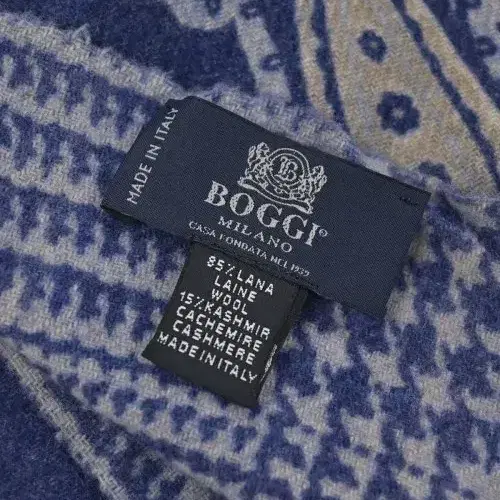 MADE IN ITALY
B
BOGGI®
MILANO
CASA FONDATA NEL 1939
85% LANA
LAINE
WOOL
15% KASHMIR
CACHEMIRE
CASHMERE
MADE IN ITALY